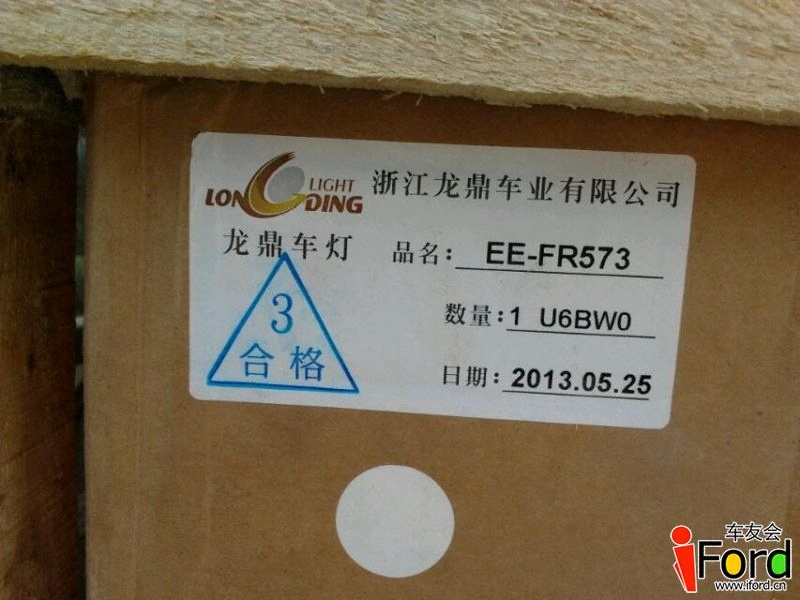 LONGDING LIGHT
浙江龙鼎车业有限公司
龙鼎车灯
品名: EE-FR573
数量: 1 U6BW0
日期: 2013.05.25
3
合格
车友会
iFord
www.iford.cn